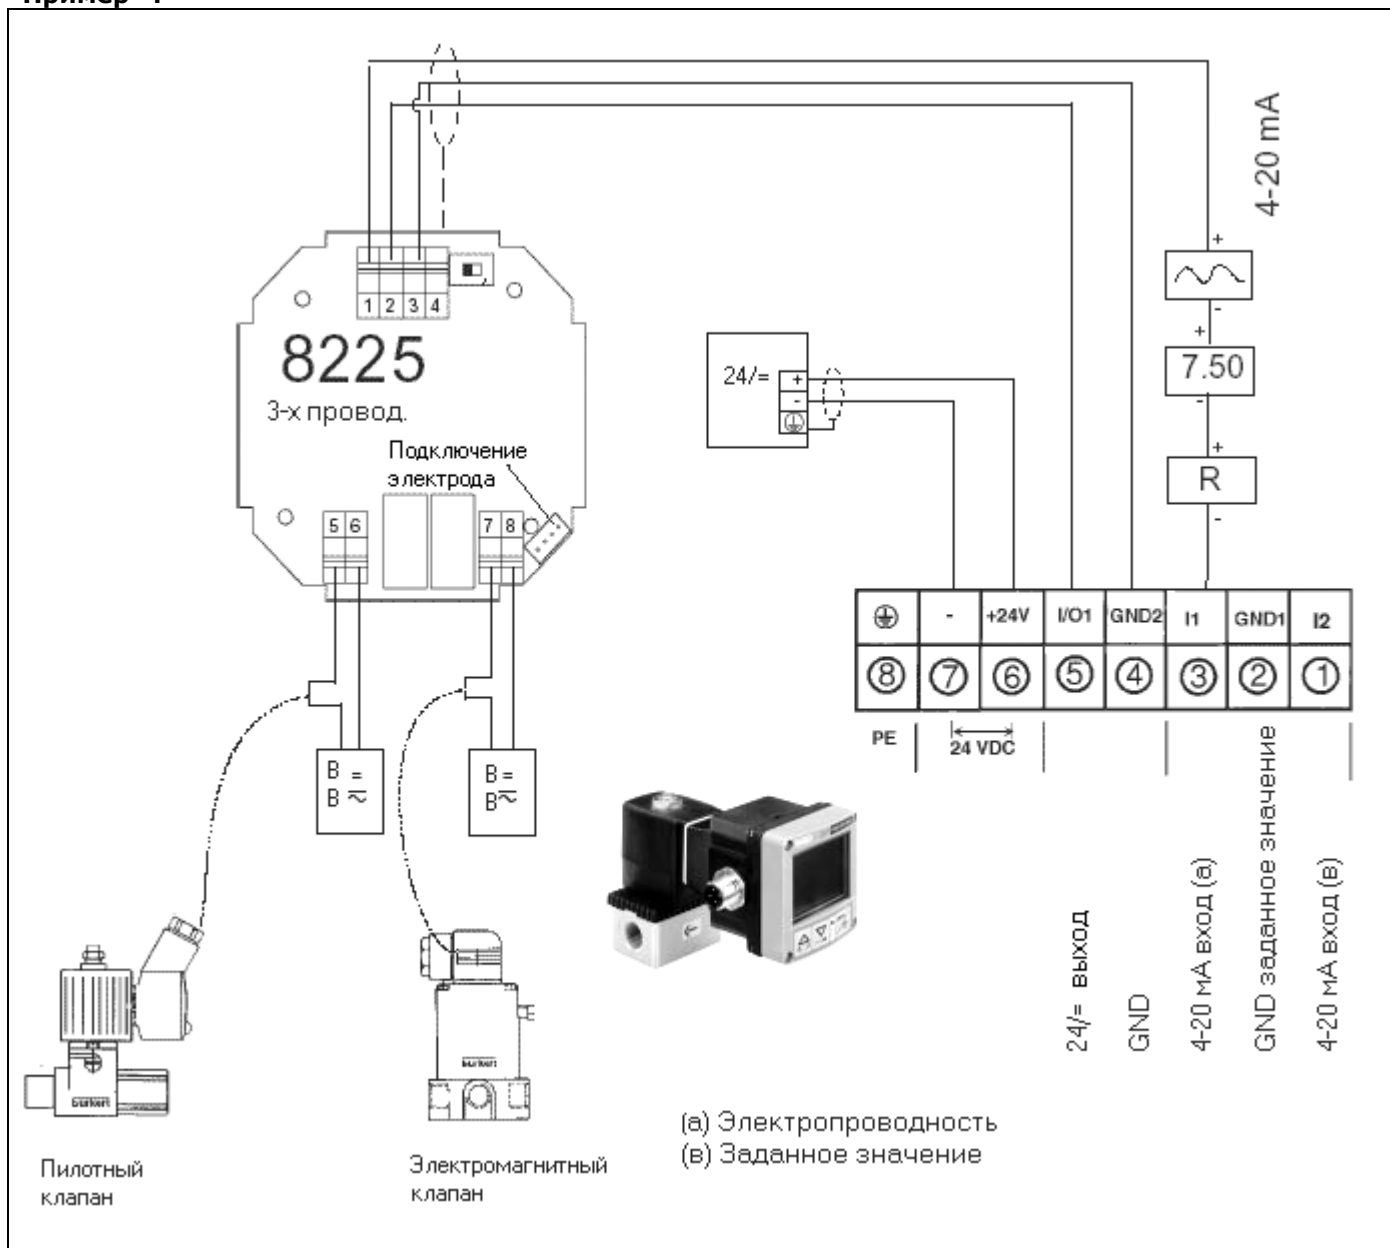 4-20 mA
1 2 3 4
8225
3-х провод.
Подключение
электрода
5 6
7 8
24/=
+
-
+
-
+
7.50
-
+
R
-
- +24V I/O1 GND2 I1 GND1 I2
8 7 6 5 4 3 2 1
PE
24 VDC
B =
B ≂
B =
B ≂
24/= выход
GND
4-20 мА вход (а)
GND заданное значение
4-20 мА вход (в)
burkert
burkert
(а) Электропроводность
(в) Заданное значение
Пилотный
клапан
Электромагнитный
клапан